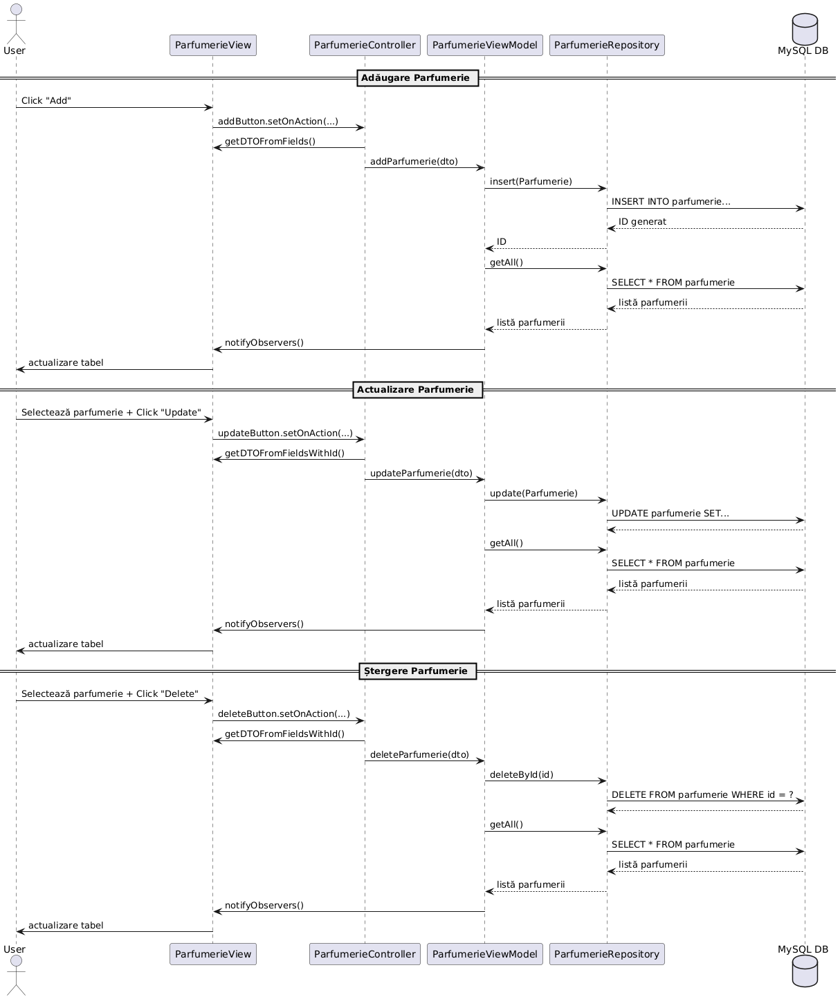 User
ParfumerieView
ParfumerieController
ParfumerieViewModel
ParfumerieRepository
MySQL DB
Adăugare Parfumerie
Click "Add"
addButton.setOnAction(...)
getDTOFromFields()
addParfumerie(dto)
insert(Parfumerie)
INSERT INTO parfumerie...
ID generat
ID
getAll()
SELECT * FROM parfumerie
listă parfumerii
listă parfumerii
notifyObservers()
actualizare tabel
Actualizare Parfumerie
Selectează parfumerie + Click "Update"
updateButton.setOnAction(...)
getDTOFromFieldsWithId()
updateParfumerie(dto)
update(Parfumerie)
UPDATE parfumerie SET...
getAll()
SELECT * FROM parfumerie
listă parfumerii
listă parfumerii
notifyObservers()
actualizare tabel
Ștergere Parfumerie
Selectează parfumerie + Click "Delete"
deleteButton.setOnAction(...)
getDTOFromFieldsWithId()
deleteParfumerie(dto)
deleteById(id)
DELETE FROM parfumerie WHERE id = ?
getAll()
SELECT * FROM parfumerie
listă parfumerii
listă parfumerii
notifyObservers()
actualizare tabel
User
ParfumerieView
ParfumerieController
ParfumerieViewModel
ParfumerieRepository
MySQL DB